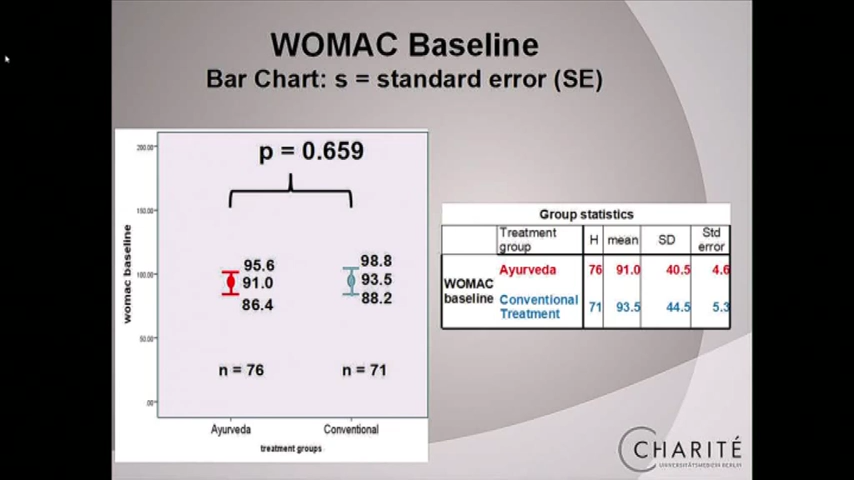 WOMAC Baseline
Bar Chart: s = standard error (SE)
p = 0.659
200.00
150.00
100.00
50.00
.00
womac baseline
95.6
91.0
86.4
98.8
93.5
88.2
n = 76
n = 71
Ayurveda
Conventional
treatment groups
Group statistics
Treatment group
H
mean
SD
Std error
WOMAC baseline
Ayurveda
76
91.0
40.5
4.6
Conventional Treatment
71
93.5
44.5
5.3
CHARITÉ
UNIVERSITÄTSMEDIZIN BERLIN